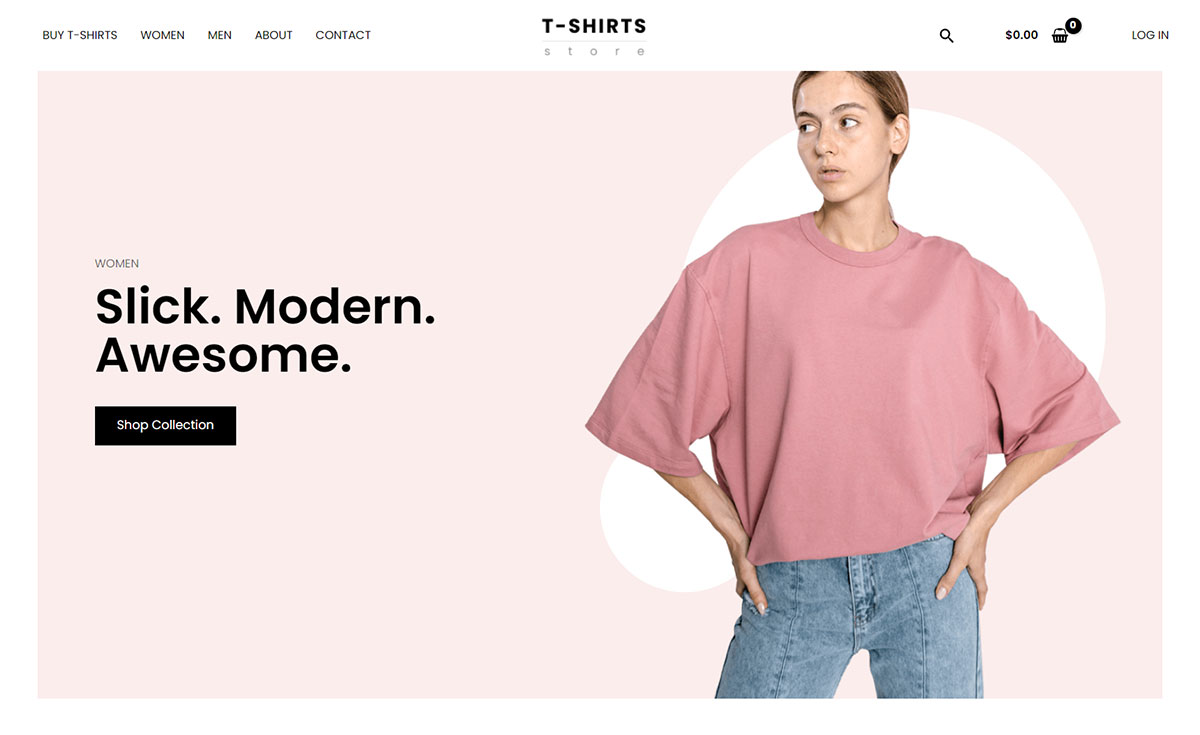 BUY T-SHIRTS
WOMEN
MEN
ABOUT
CONTACT
T-SHIRTS
store
$0.00
0
LOG IN
WOMEN
Slick. Modern.
Awesome.
Shop Collection